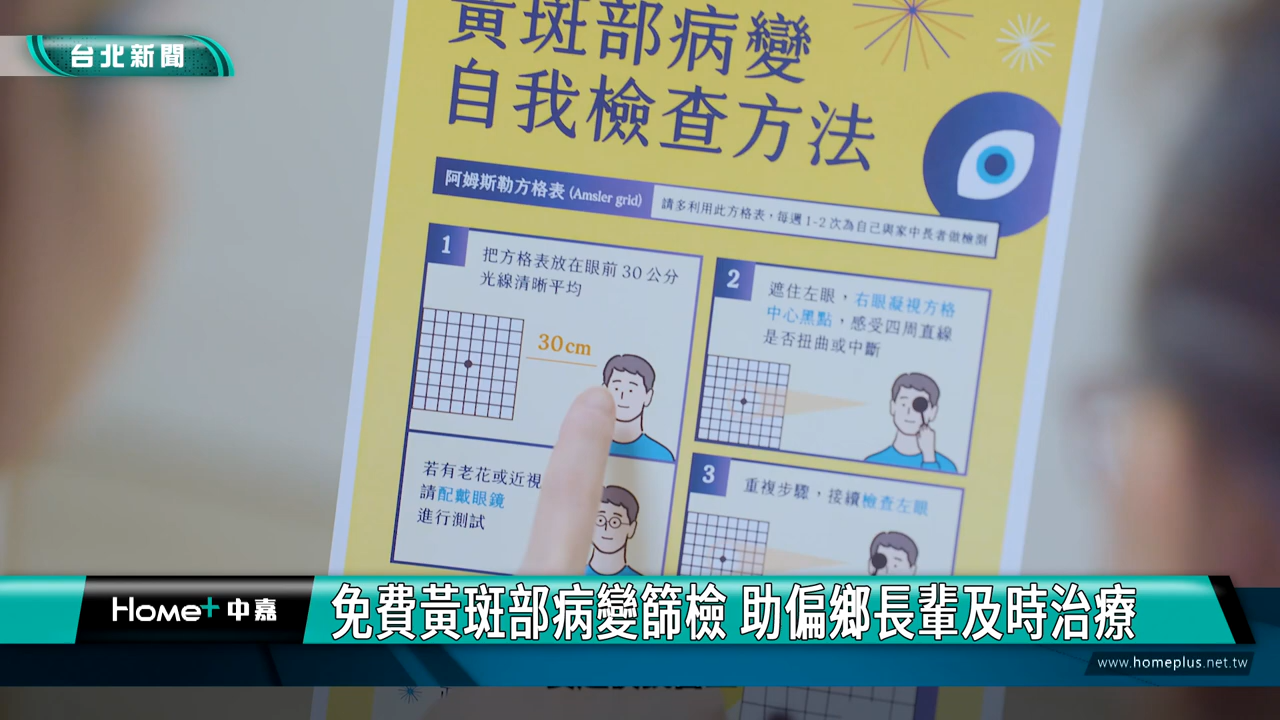 台北新聞
黃斑部病變
自我檢查方法
阿姆斯勒方格表 (Amsler grid)
請多利用此方格表，每週 1-2 次為自己與家中長者做檢測
1
把方格表放在眼前 30 公分
光線清晰平均
30cm
若有老花或近視
請配戴眼鏡
進行測試
2
遮住左眼，右眼凝視方格
中心黑點，感受四周直線
是否扭曲或中斷
3
重複步驟，接續檢查左眼
Home+ 中嘉
免費黃斑部病變篩檢 助偏鄉長輩及時治療
www.homeplus.net.tw